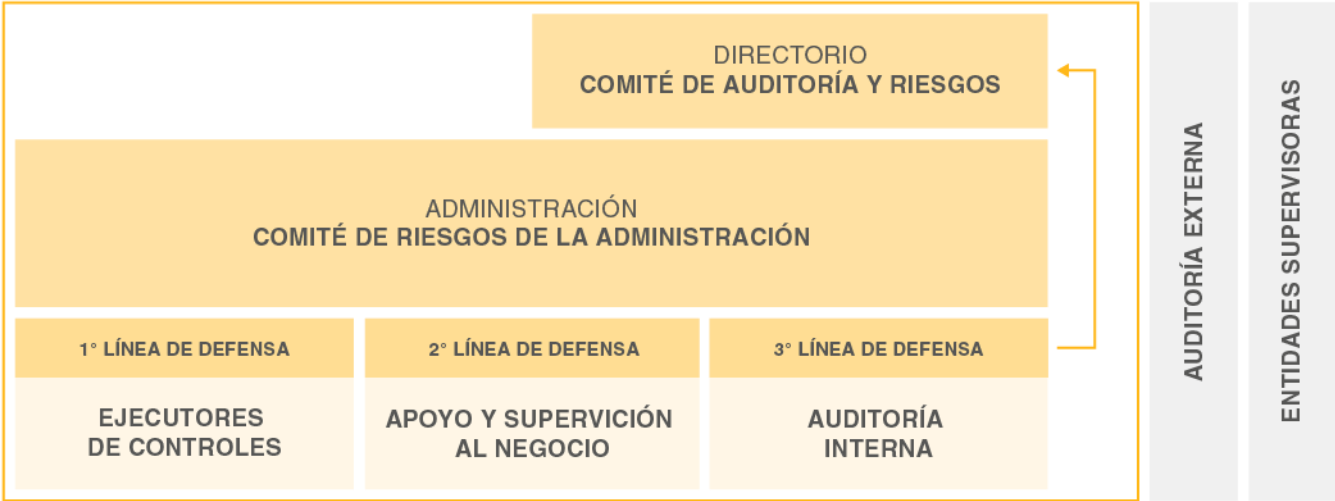 DIRECTORIO
COMITÉ DE AUDITORÍA Y RIESGOS
ADMINISTRACIÓN
COMITÉ DE RIESGOS DE LA ADMINISTRACIÓN
1° LÍNEA DE DEFENSA
EJECUTORES
DE CONTROLES
2° LÍNEA DE DEFENSA
APOYO Y SUPERVICIÓN
AL NEGOCIO
3° LÍNEA DE DEFENSA
AUDITORÍA
INTERNA
AUDITORÍA EXTERNA
ENTIDADES SUPERVISORAS